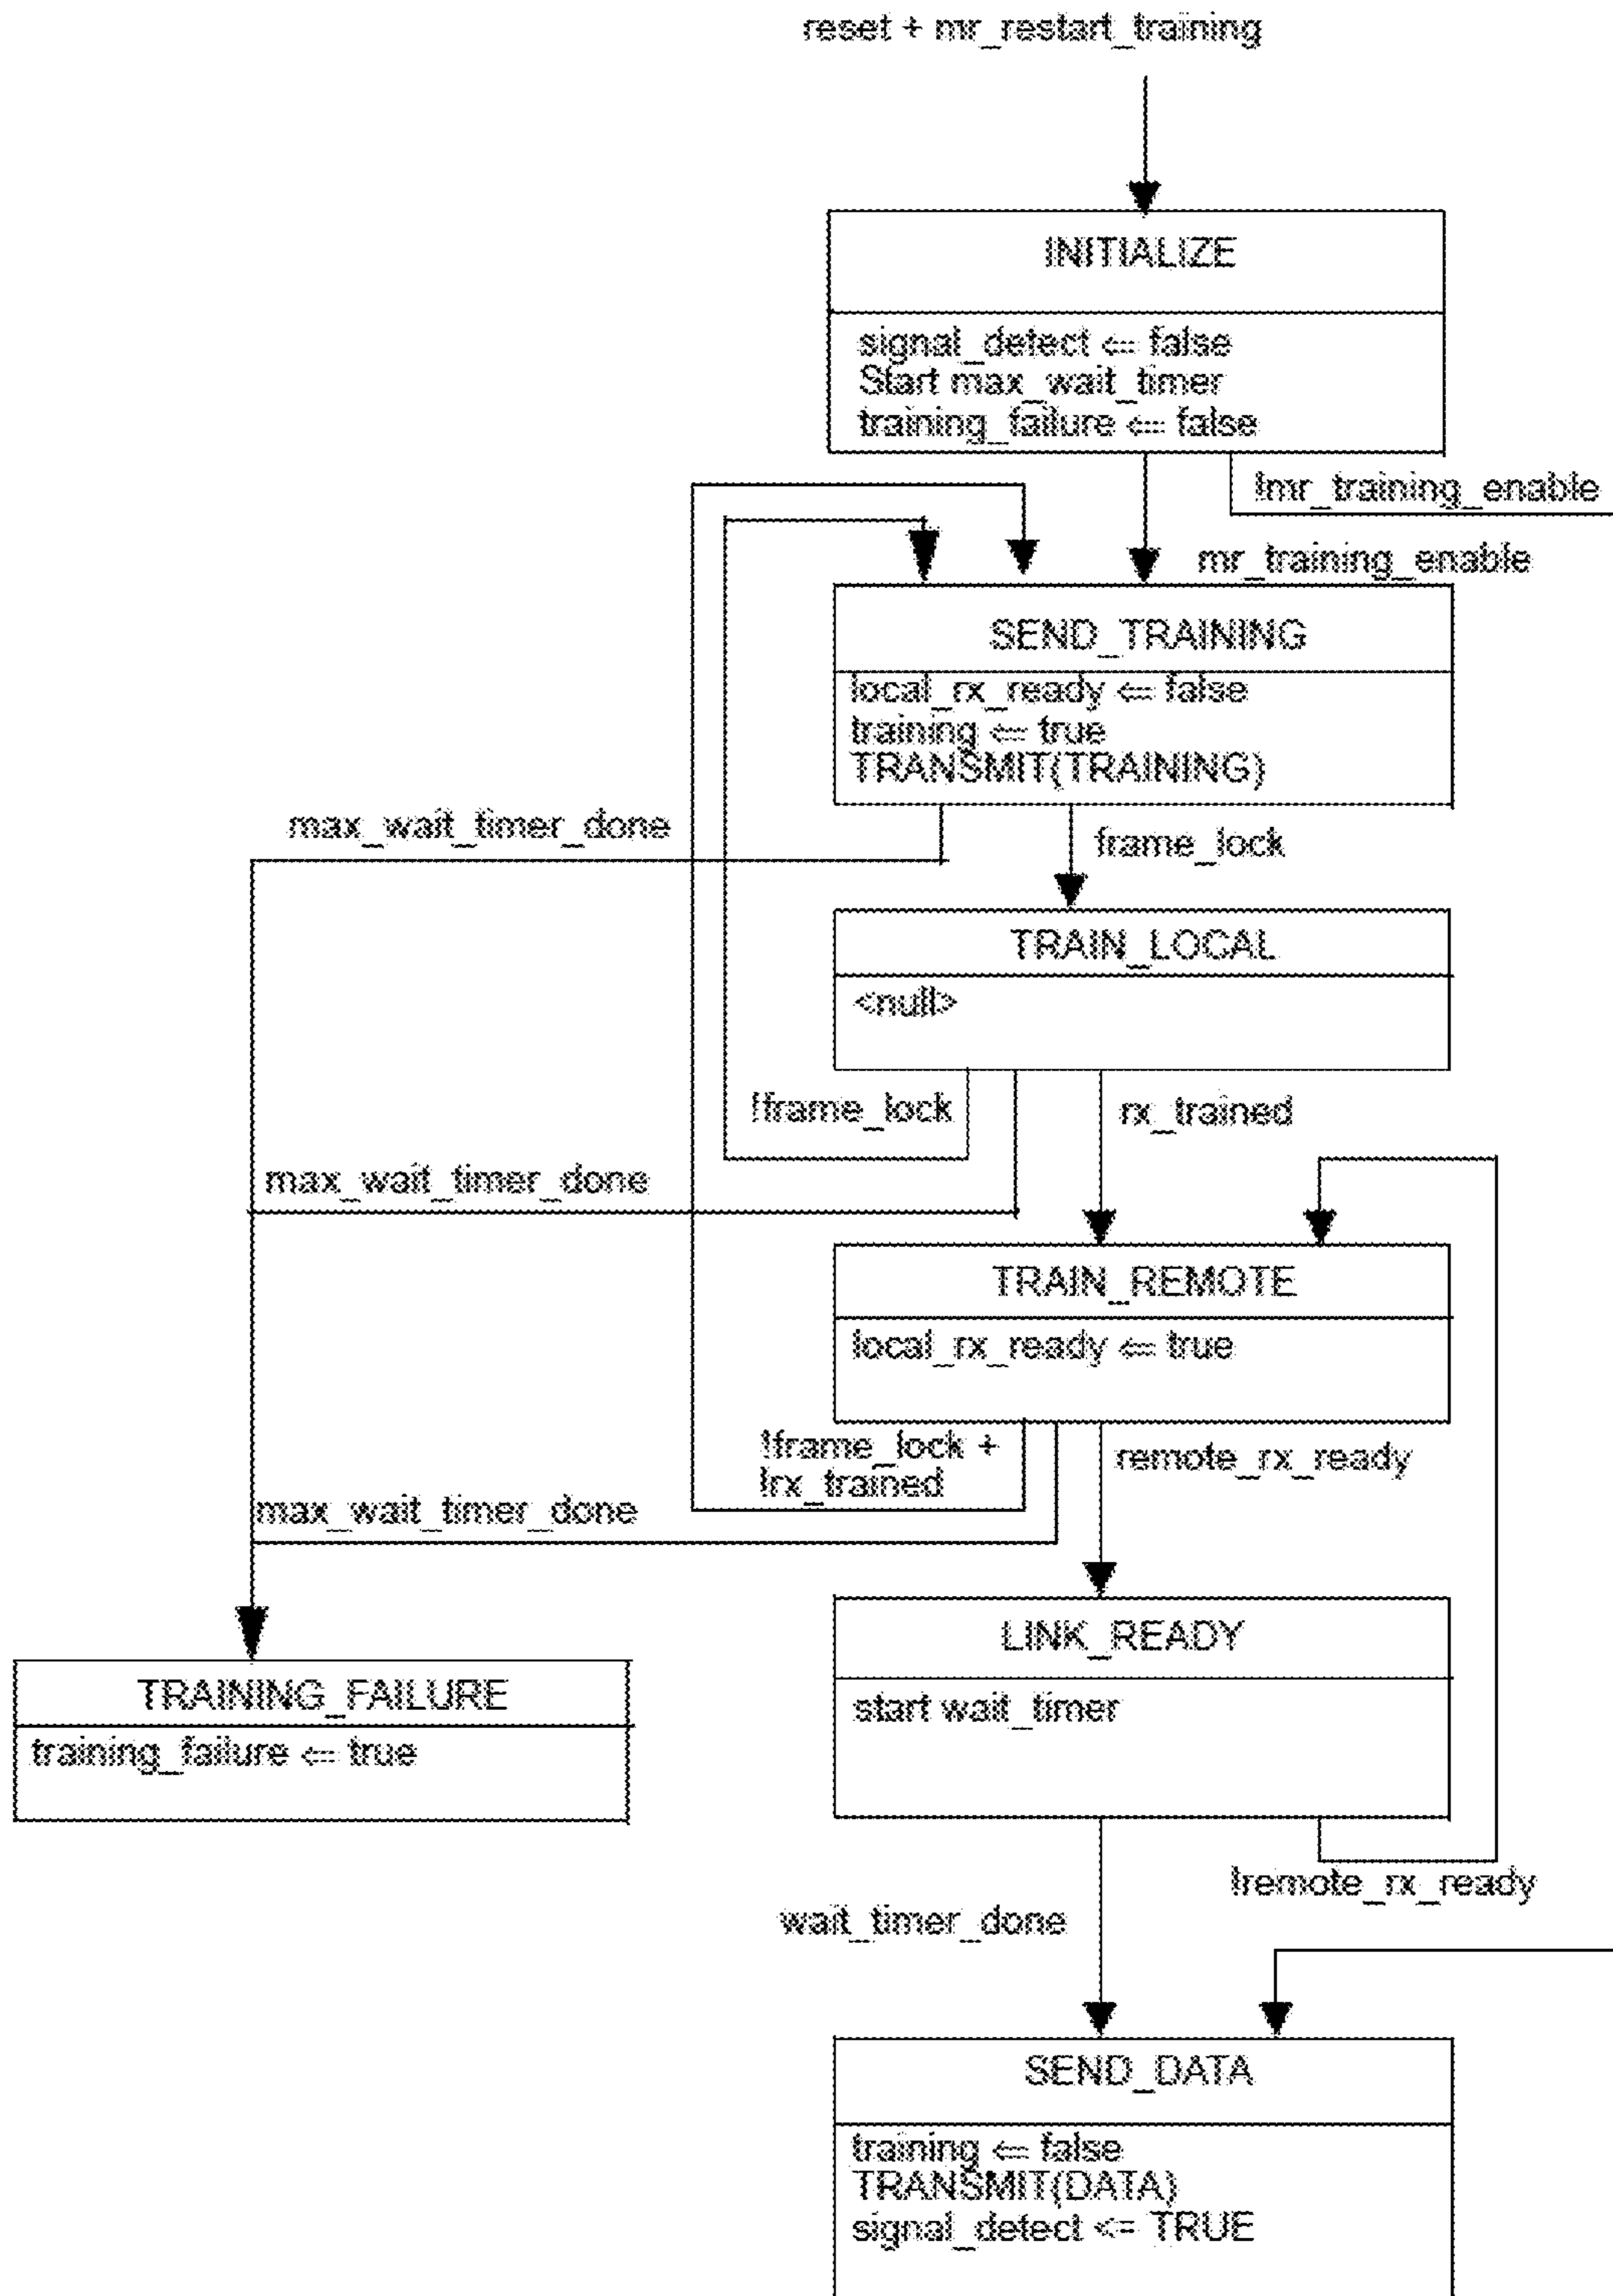 reset + mr_restart_training
INITIALIZE
signal_detect ⇐ false
Start max_wait_timer
training_failure ⇐ false
!mr_training_enable
mr_training_enable
SEND_TRAINING
local_rx_ready ⇐ false
training ⇐ true
TRANSMIT(TRAINING)
max_wait_timer_done
frame_lock
TRAIN_LOCAL
<null>
!frame_lock
rx_trained
max_wait_timer_done
TRAIN_REMOTE
local_rx_ready ⇐ true
!frame_lock +
!rx_trained
remote_rx_ready
max_wait_timer_done
LINK_READY
start wait_timer
TRAINING_FAILURE
training_failure ⇐ true
!remote_rx_ready
wait_timer_done
SEND_DATA
training ⇐ false
TRANSMIT(DATA)
signal_detect <= TRUE